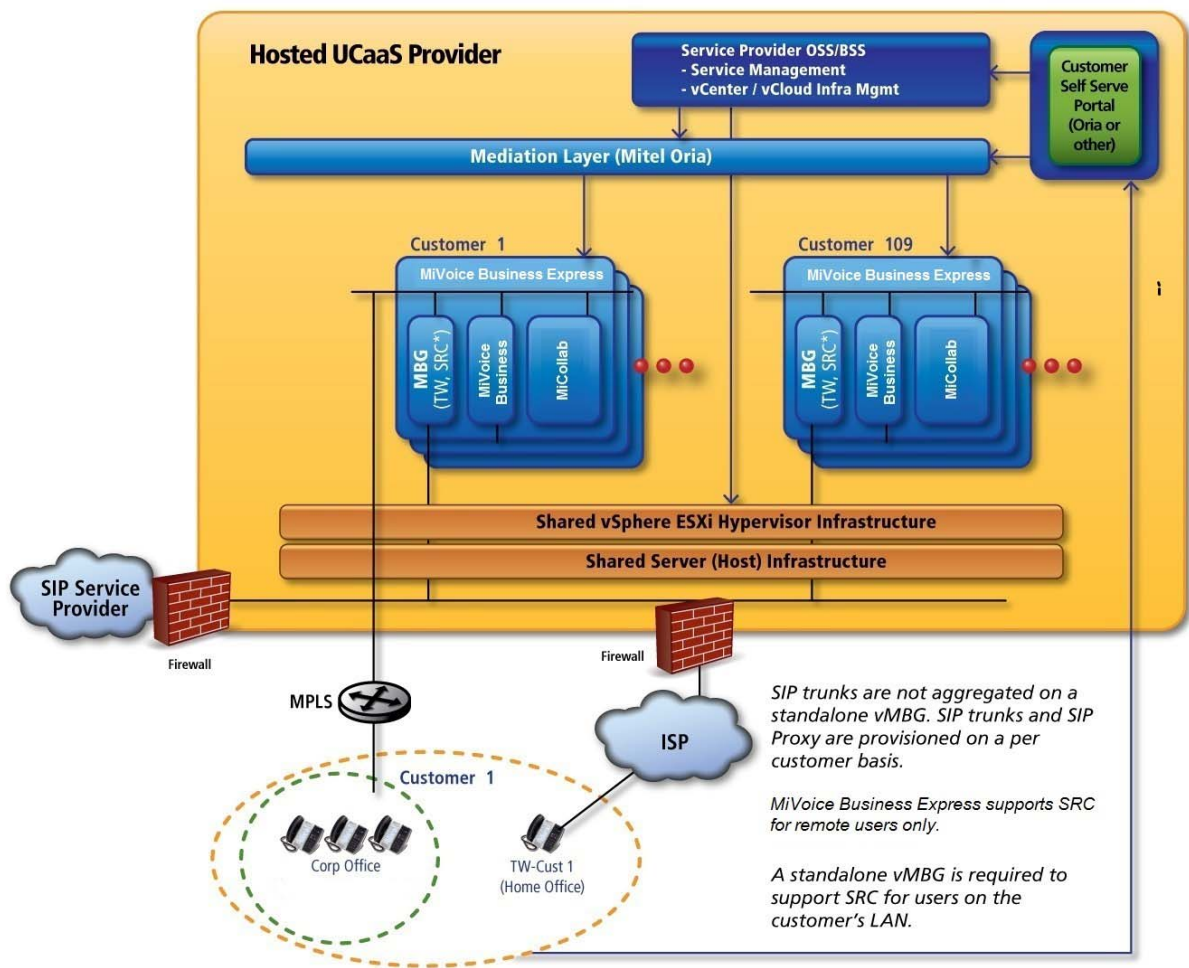 Hosted UCaaS Provider
Service Provider OSS/BSS
- Service Management
- vCenter / vCloud Infra Mgmt
Customer
Self Serve
Portal
(Oria or
other)
Mediation Layer (Mitel Oria)
Customer 1
MiVoice Business Express
MBG
(TW, SRC*)
MiVoice
Business
MiCollab
Customer 109
MiVoice Business Express
MBG
(TW, SRC*)
MiVoice
Business
MiCollab
Shared vSphere ESXi Hypervisor Infrastructure
Shared Server (Host) Infrastructure
SIP Service
Provider
Firewall
Firewall
MPLS
ISP
Customer 1
Corp Office
TW-Cust 1
(Home Office)
SIP trunks are not aggregated on a
standalone vMBG. SIP trunks and SIP
Proxy are provisioned on a per
customer basis.
MiVoice Business Express supports SRC
for remote users only.
A standalone vMBG is required to
support SRC for users on the
customer's LAN.